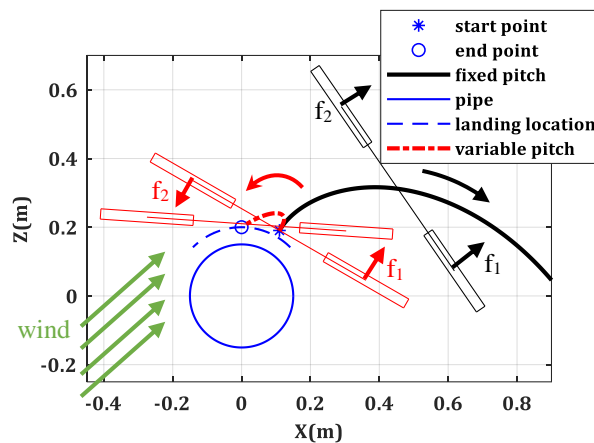 start point
end point
fixed pitch
pipe
landing location
variable pitch
0.6
0.4
0.2
0
-0.2
Z(m)
f2
f2
f1
f1
wind
-0.4
-0.2
0
0.2
0.4
0.6
0.8
X(m)